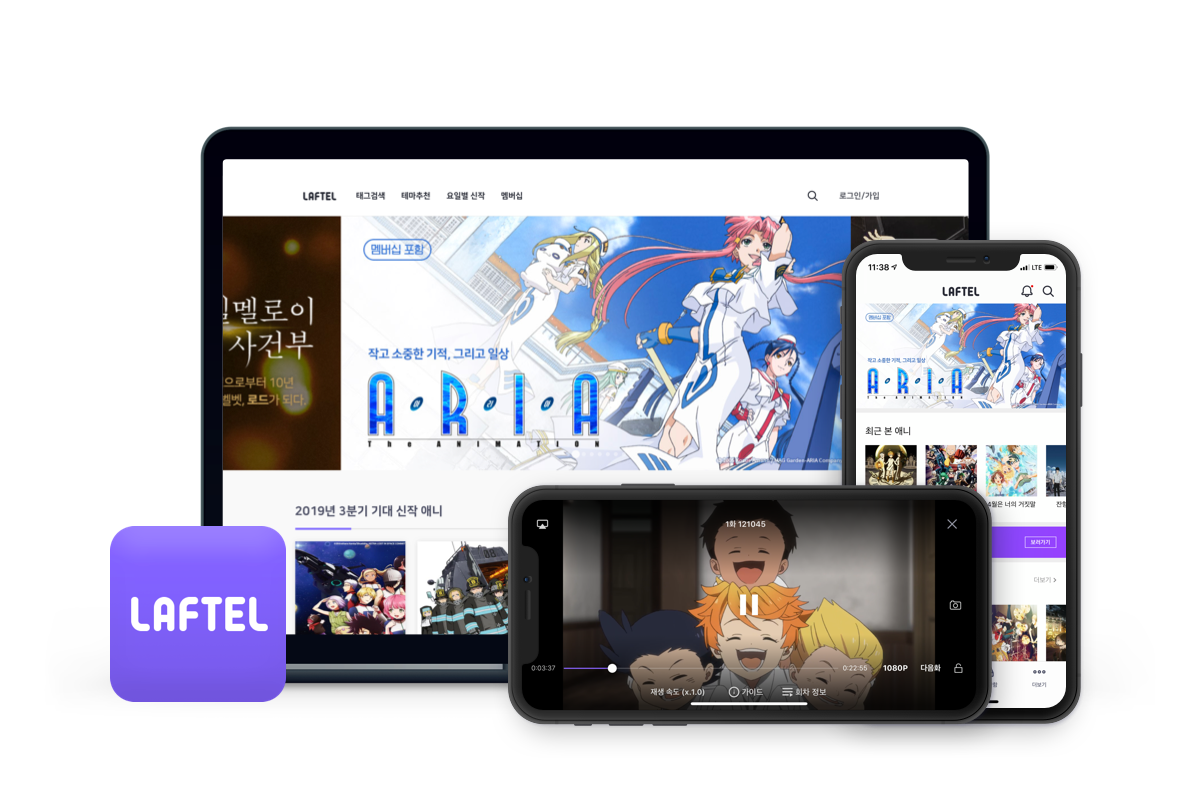 LAFTEL 태그검색 테마추천 요일별 신작 멤버십 로그인/가입
멜로이
사건부
으로부터 10년
벨벳, 로드가 되다.
멤버십 포함
작고 소중한 기적, 그리고 일상
ARIA
The ANIMATION
2019년 3분기 기대 신작 애니
LAFTEL
11:38 LTE
LAFTEL
멤버십 포함
작고 소중한 기적, 그리고 일상
ARIA
The ANIMATION
최근 본 애니
4월은 너의 거짓말
보러가기
더보기
더보기
1화 121045
0:03:37 0:22:55 1080P 다음화
재생 속도 (x.1.0) 가이드 회차 정보